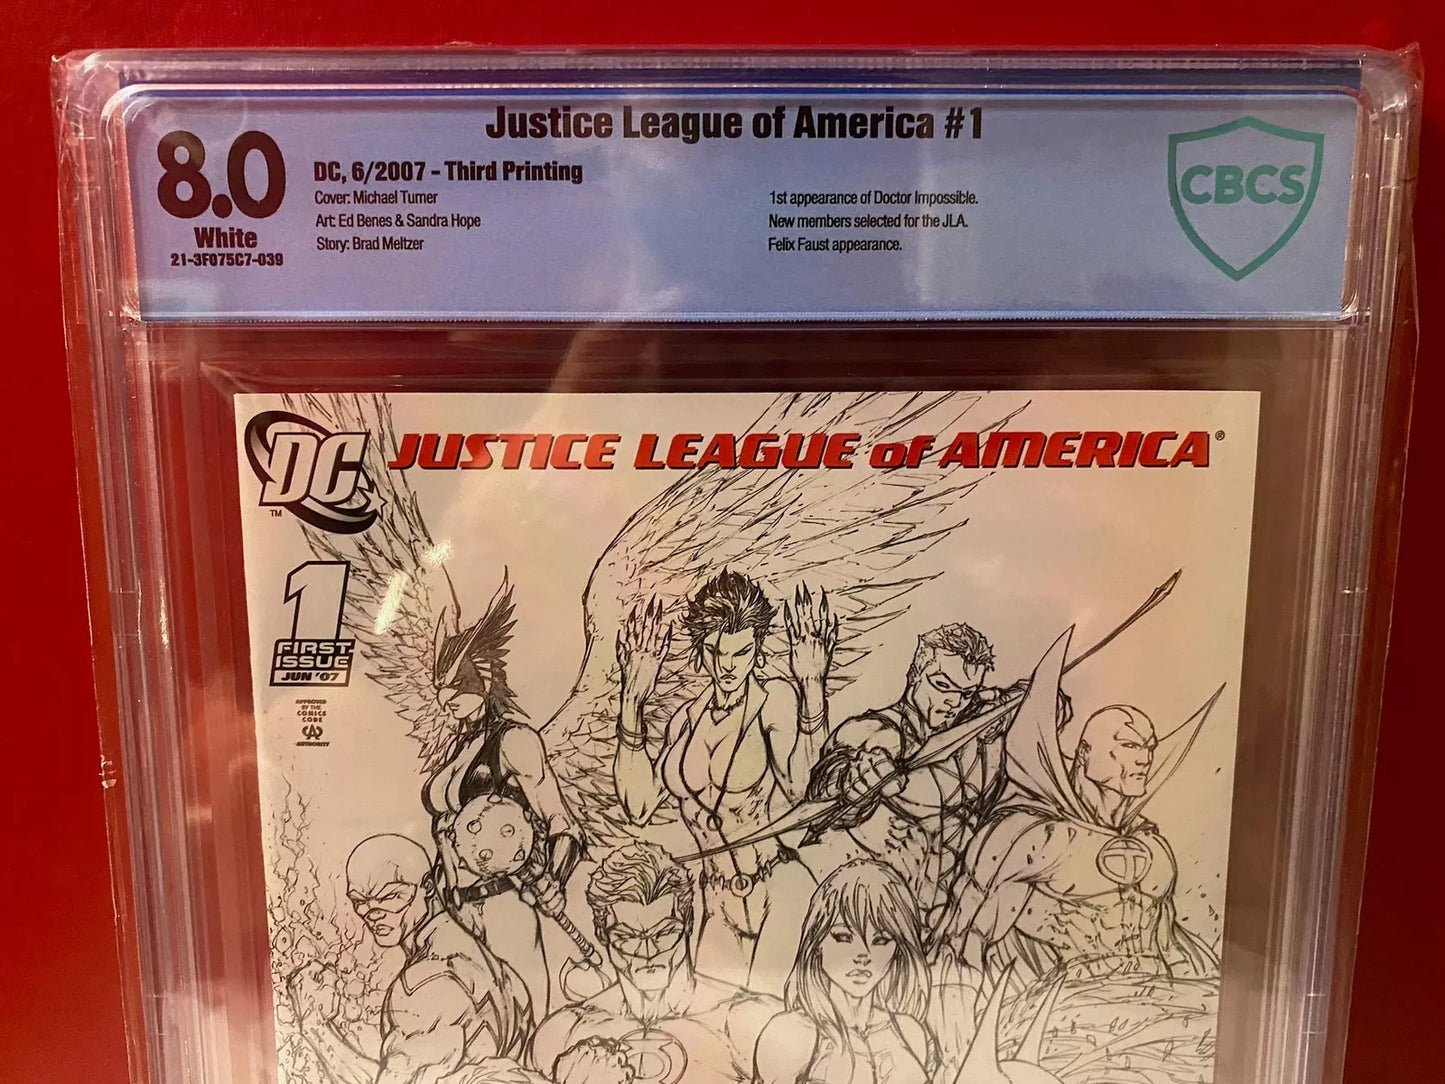 Justice League of America #1
8.0
White
21-3F075C7-039
DC, 6/2007 - Third Printing
Cover: Michael Turner
Art: Ed Benes & Sandra Hope
Story: Brad Meltzer
1st appearance of Doctor Impossible.
New members selected for the JLA.
Felix Faust appearance.
CBCS
DC
TM
JUSTICE LEAGUE of AMERICA®
1
FIRST
ISSUE
JUN '07
APPROVED
BY THE
COMICS
CODE
CA
AUTHORITY